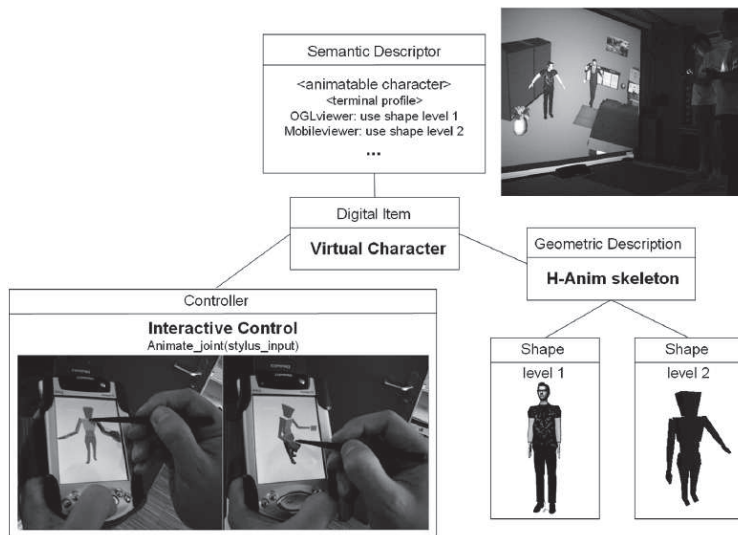 Semantic Descriptor
<animatable character>
<terminal profile>
OGLviewer: use shape level 1
Mobileviewer: use shape level 2
...
Digital Item
Virtual Character
Geometric Description
H-Anim skeleton
Controller
Interactive Control
Animate_joint(stylus_input)
Shape
level 1
Shape
level 2